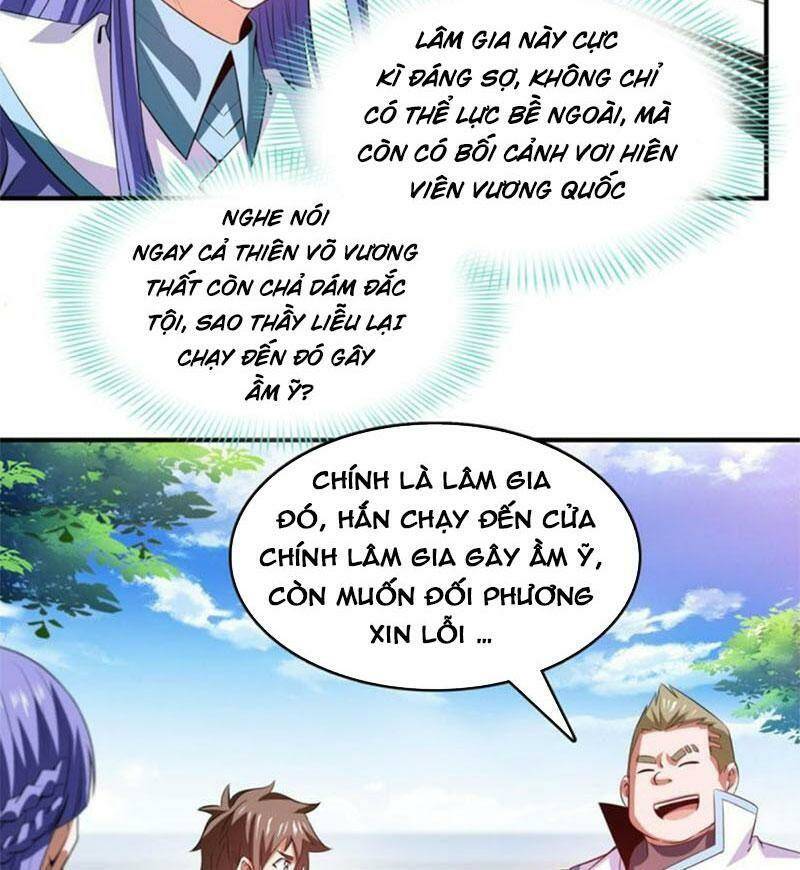 LÂM GIA NÀY CỰC
KÌ ĐÁNG SỢ, KHÔNG CHỈ
CÓ THỂ LỰC BỀ NGOÀI, MÀ
CÒN CÓ BỐI CẢNH VƠI HIÊN
VIÊN VƯƠNG QUỐC
NGHE NÓI
NGAY CẢ THIÊN VÕ VƯƠNG
THẤT CÒN CHẢ DÁM ĐẮC
TỘI, SAO THẦY LIỄU LẠI
CHẠY ĐẾN ĐÓ GÂY
ẦM Ỹ?
CHÍNH LÀ LÂM GIA
ĐÓ, HẮN CHẠY ĐẾN CỬA
CHÍNH LÂM GIA GÂY ẦM Ỹ,
CÒN MUỐN ĐỐI PHƯƠNG
XIN LỖI ...